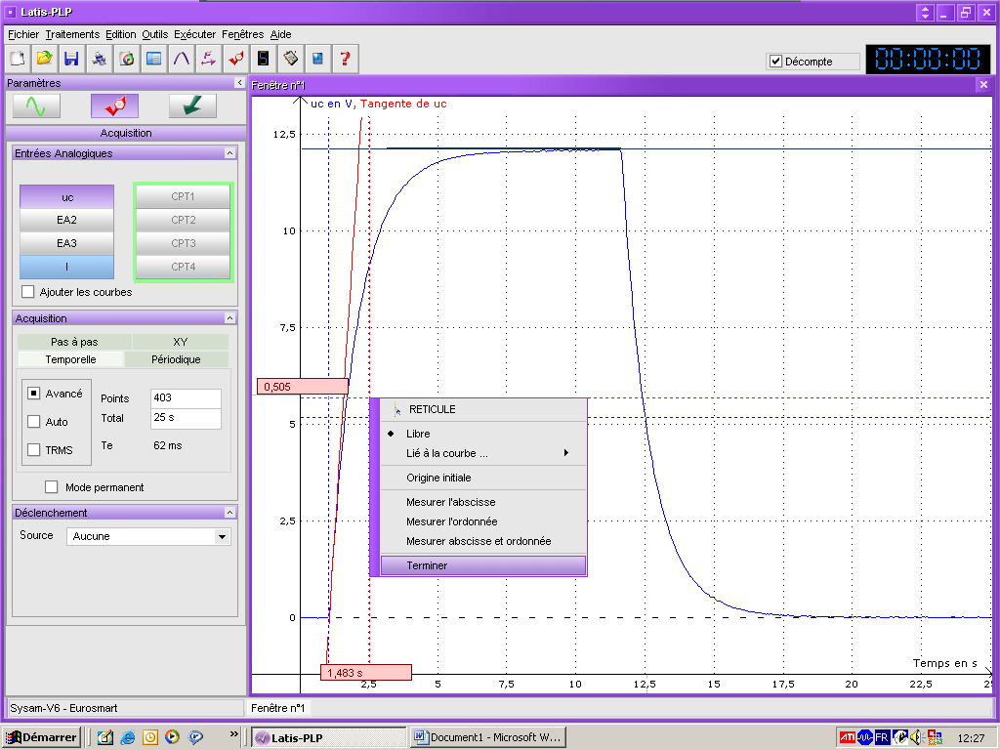 Latis-PLP
Fichier Traitements Edition Outils Exécuter Fenêtres Aide
Décompte 00:00:00
Paramètres
Acquisition
Entrées Analogiques
uc CPT1
EA2 CPT2
EA3 CPT3
I CPT4
Ajouter les courbes
Acquisition
Pas à pas XY
Temporelle Périodique
Avancé Points 403
Auto Total 25 s
TRMS Te 62 ms
Mode permanent
Déclenchement
Source Aucune
Fenêtre n°1
uc en V, Tangente de uc
12,5
10
7,5
0,505
5
2,5
0
RETICULE
Libre
Lié à la courbe ...
Origine initiale
Mesurer l'abscisse
Mesurer l'ordonnée
Mesurer abscisse et ordonnée
Terminer
Temps en s
1,483 s
2,5 5 7,5 10 12,5 15 17,5 20 22,5 25
Sysam-V6 - Eurosmart Fenêtre n°1
Démarrer » Latis-PLP Document1 - Microsoft W... ATI FR 12:27